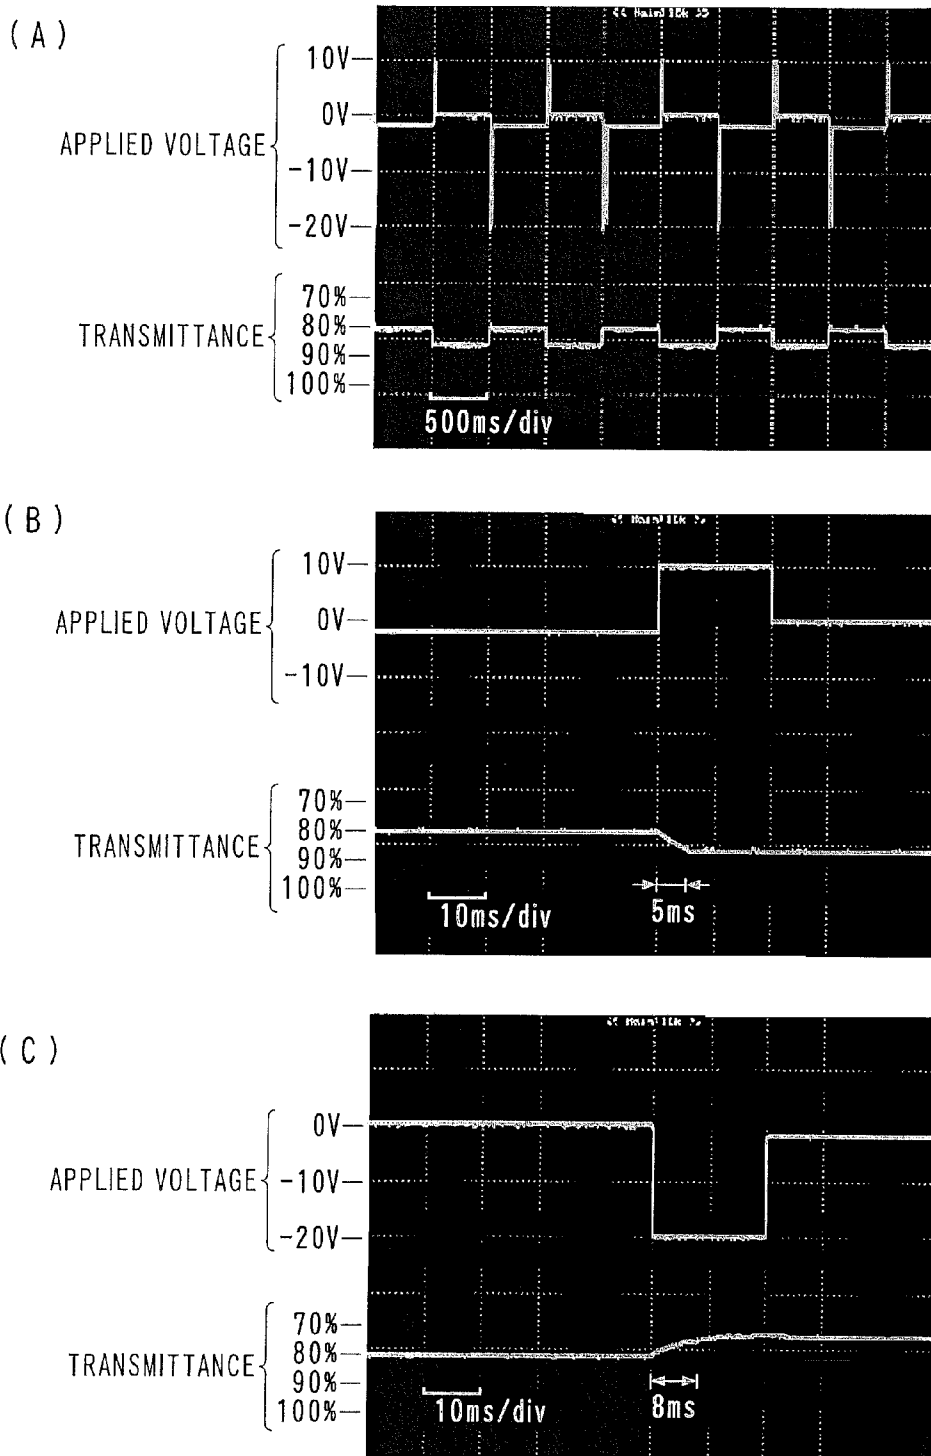 (A)
10V
0V
APPLIED VOLTAGE
-10V
-20V
70%
TRANSMITTANCE
80%
90%
100%
500ms/div
(B)
10V
APPLIED VOLTAGE
0V
-10V
70%
80%
TRANSMITTANCE
90%
100%
10ms/div
5ms
(C)
0V
APPLIED VOLTAGE
-10V
-20V
70%
80%
TRANSMITTANCE
90%
100%
10ms/div
8ms